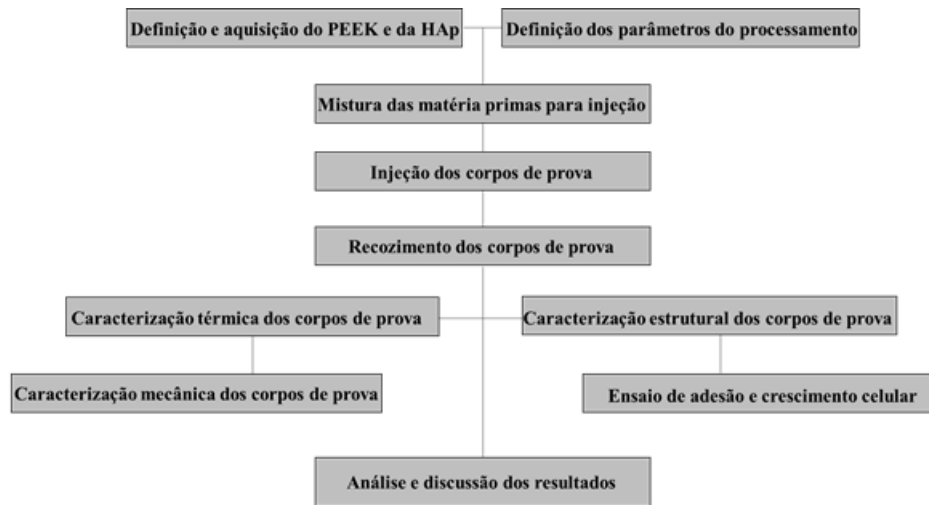 Definição e aquisição do PEEK e da HAp
Definição dos parâmetros do processamento
Mistura das matéria primas para injeção
Injeção dos corpos de prova
Recozimento dos corpos de prova
Caracterização térmica dos corpos de prova
Caracterização estrutural dos corpos de prova
Caracterização mecânica dos corpos de prova
Ensaio de adesão e crescimento celular
Análise e discussão dos resultados